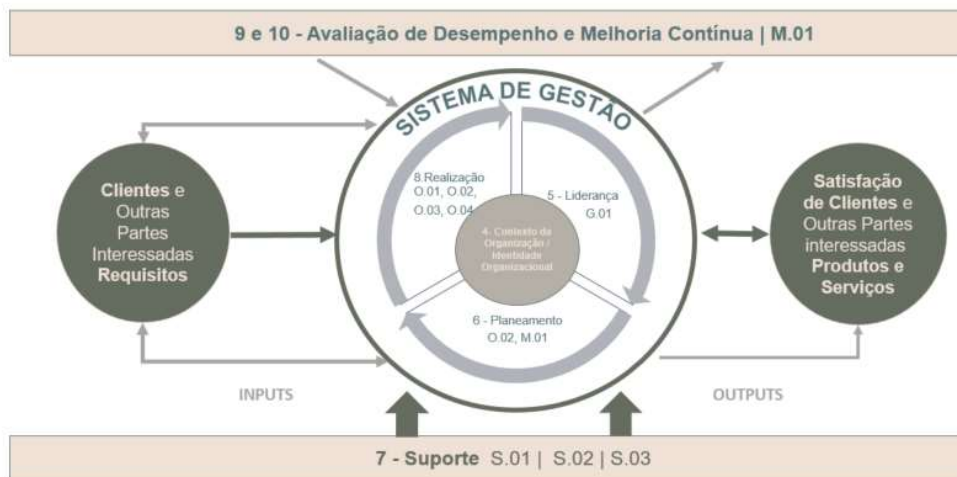 9 e 10 - Avaliação de Desempenho e Melhoria Contínua | M.01
SISTEMA DE GESTÃO
Clientes e
Outras
Partes
Interessadas
Requisitos
8.Realização
O.01, O.02,
O.03, O.04
5 - Liderança
G.01
4- Contexto da
Organização /
Identidade
Organizacional
6 - Planeamento
O.02, M.01
Satisfação
de Clientes e
Outras Partes
interessadas
Produtos e
Serviços
INPUTS
OUTPUTS
7 - Suporte S.01 | S.02 | S.03